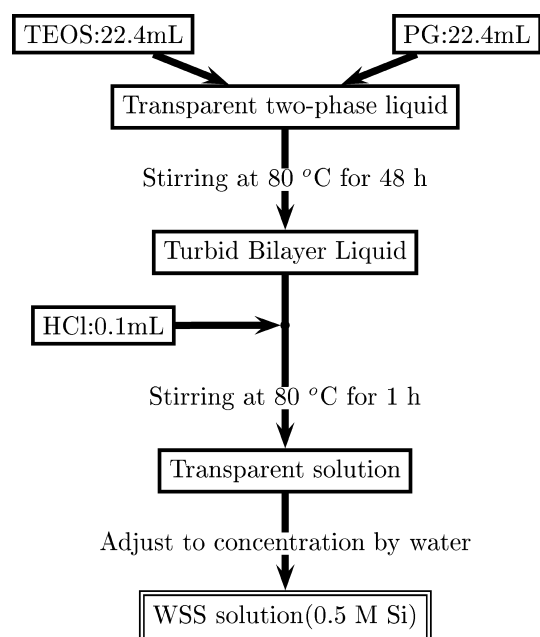 TEOS:22.4mL
PG:22.4mL
Transparent two-phase liquid
Stirring at 80 °C for 48 h
Turbid Bilayer Liquid
HCl:0.1mL
Stirring at 80 °C for 1 h
Transparent solution
Adjust to concentration by water
WSS solution(0.5 M Si)